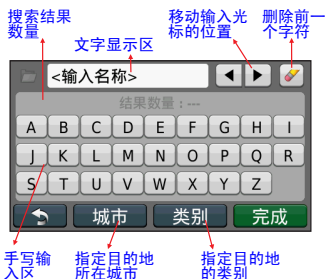 搜索结果
数量
文字显示区
移动输入光
标的位置
删除前一
个字符
<输入名称>
结果数量：---
A B C D E F G H I
J K L M N O P Q R
S T U V W X Y Z
城市 类别 完成
手写输
入区
指定目的地
所在城市
指定目的地
的类别